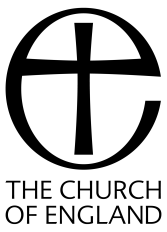 THE CHURCH
OF ENGLAND